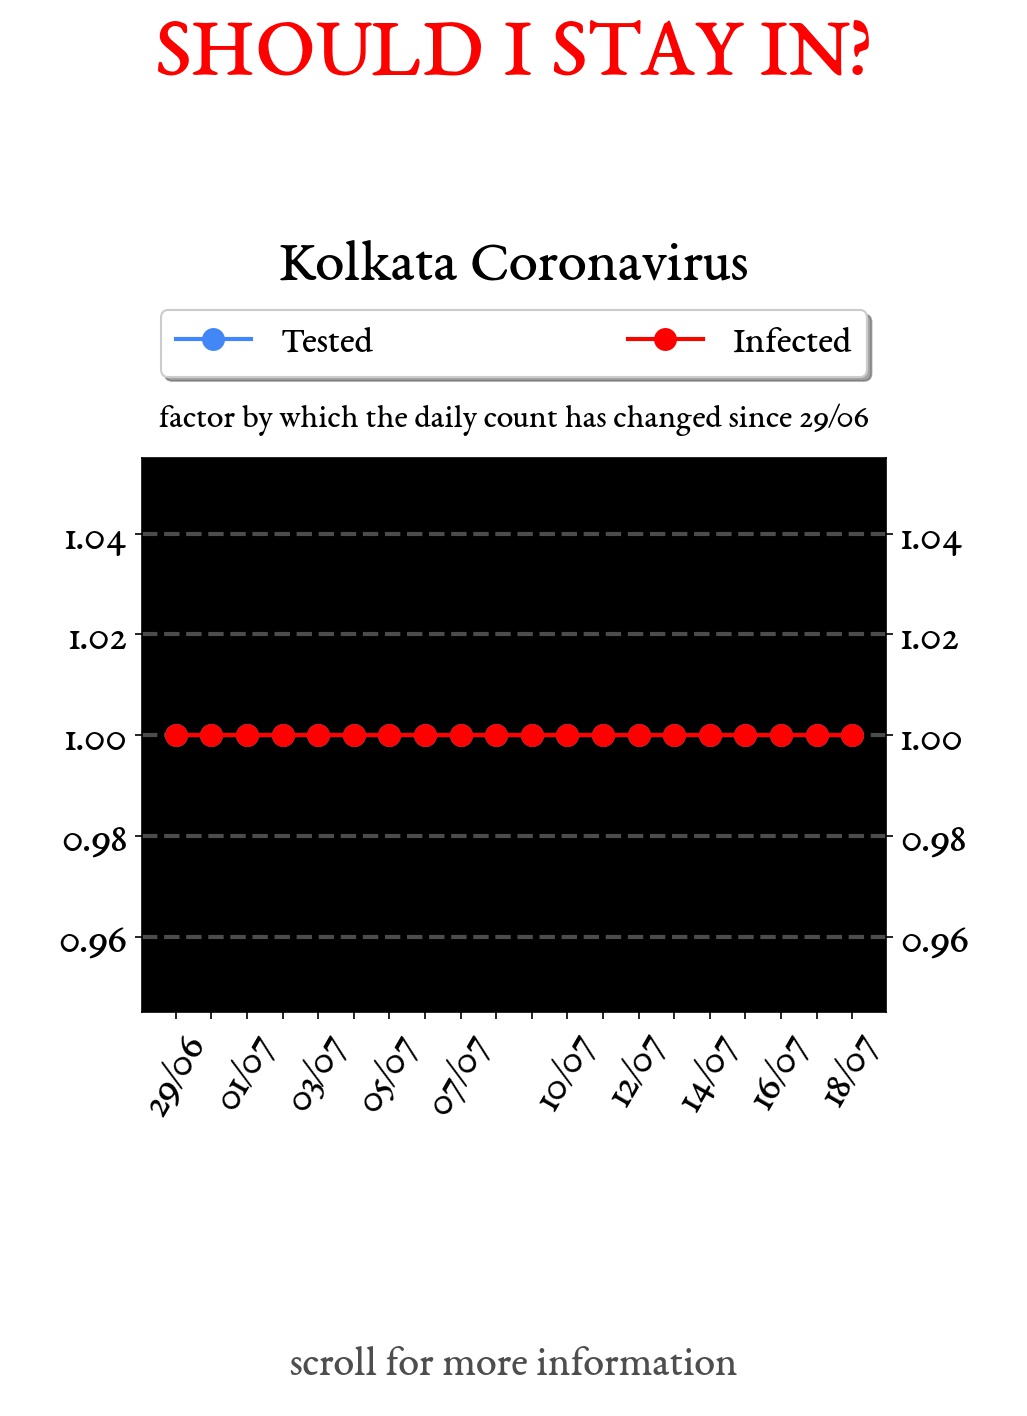 SHOULD I STAY IN?
Kolkata Coronavirus
Tested Infected
factor by which the daily count has changed since 29/06
1.04 1.04
1.02 1.02
1.00 1.00
0.98 0.98
0.96 0.96
29/06 01/07 03/07 05/07 07/07 10/07 12/07 14/07 16/07 18/07
scroll for more information